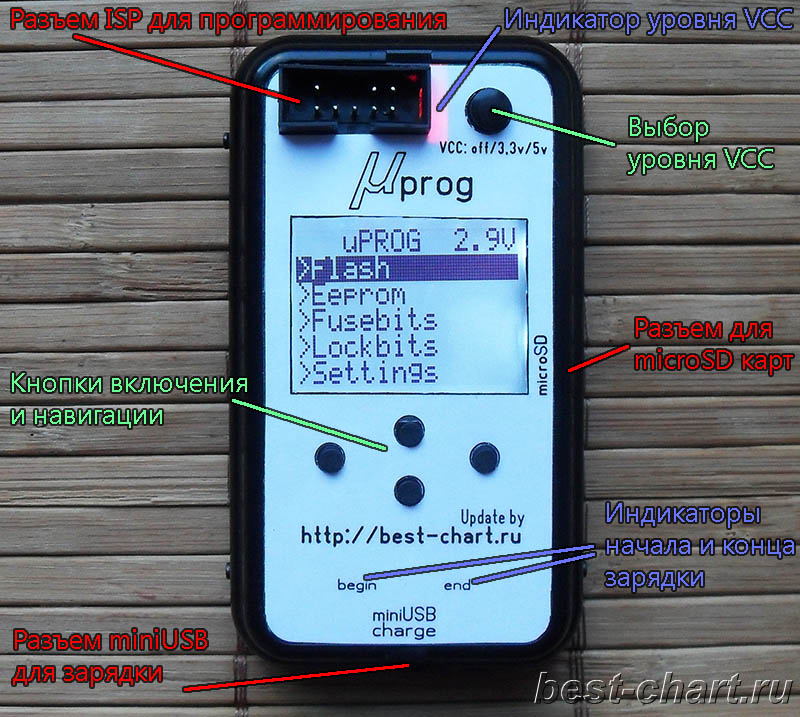 Разъем ISP для программирования
Индикатор уровня VCC
Выбор
уровня VCC
VCC: off/3,3v/5v
μprog
uPROG 2.9V
>Flash
>Eeprom
>Fusebits
>Lockbits
>Settings
microSD
Разъем для
microSD карт
Кнопки включения
и навигации
Update by
http://best-chart.ru
Индикаторы
начала и конца
зарядки
begin end
miniUSB
charge
Разъем miniUSB
для зарядки
best-chart.ru